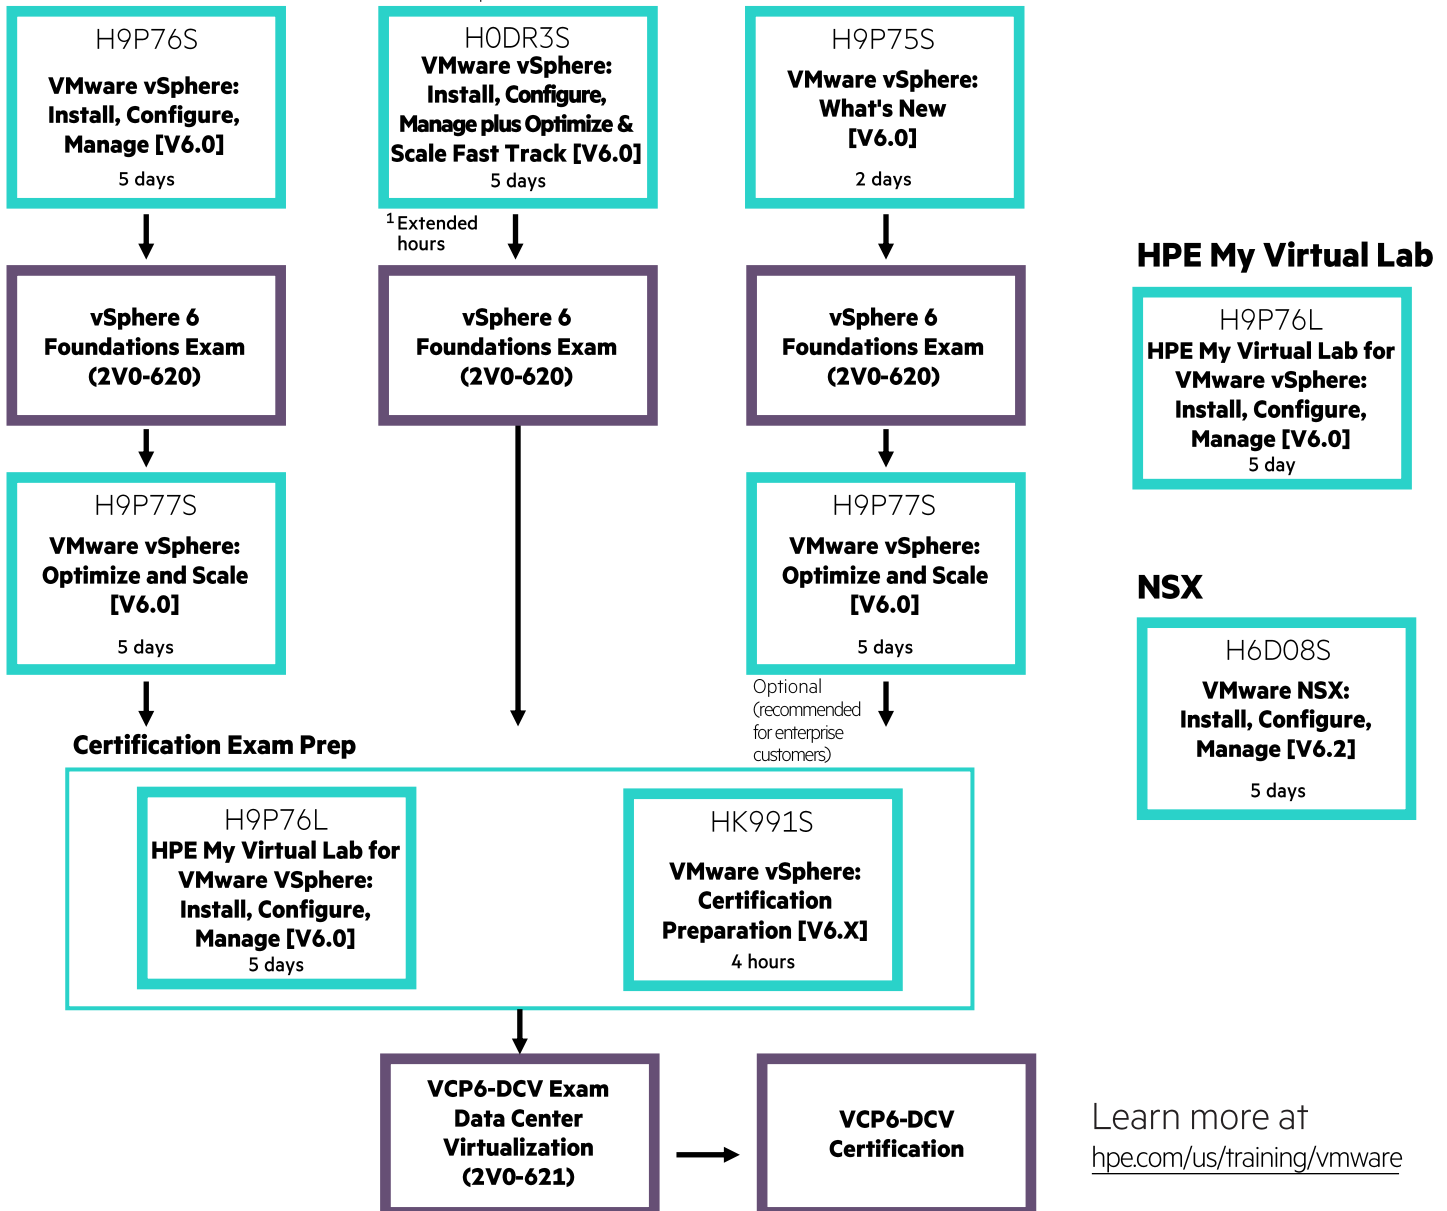 H9P76S
VMware vSphere:
Install, Configure,
Manage [V6.0]
5 days
H0DR3S
VMware vSphere:
Install, Configure,
Manage plus Optimize &
Scale Fast Track [V6.0]
5 days
H9P75S
VMware vSphere:
What's New
[V6.0]
2 days
1 Extended
hours
vSphere 6
Foundations Exam
(2V0-620)
vSphere 6
Foundations Exam
(2V0-620)
vSphere 6
Foundations Exam
(2V0-620)
H9P77S
VMware vSphere:
Optimize and Scale
[V6.0]
5 days
H9P77S
VMware vSphere:
Optimize and Scale
[V6.0]
5 days
Optional
(recommended
for enterprise
customers)
Certification Exam Prep
H9P76L
HPE My Virtual Lab for
VMware VSphere:
Install, Configure,
Manage [V6.0]
5 days
HK991S
VMware vSphere:
Certification
Preparation [V6.X]
4 hours
VCP6-DCV Exam
Data Center
Virtualization
(2V0-621)
VCP6-DCV
Certification
HPE My Virtual Lab
H9P76L
HPE My Virtual Lab for
VMware vSphere:
Install, Configure,
Manage [V6.0]
5 day
NSX
H6D08S
VMware NSX:
Install, Configure,
Manage [V6.2]
5 days
Learn more at
hpe.com/us/training/vmware